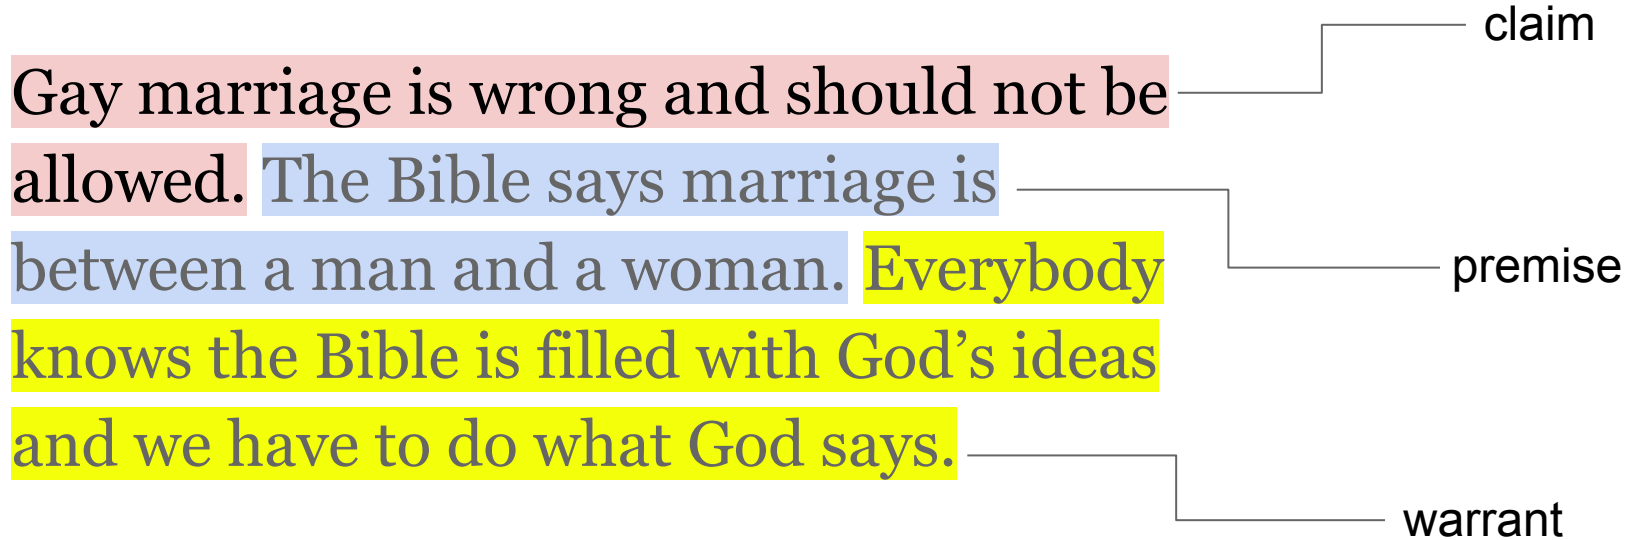 claim
Gay marriage is wrong and should not be
allowed. The Bible says marriage is
between a man and a woman. Everybody
premise
knows the Bible is filled with God’s ideas
and we have to do what God says.
warrant